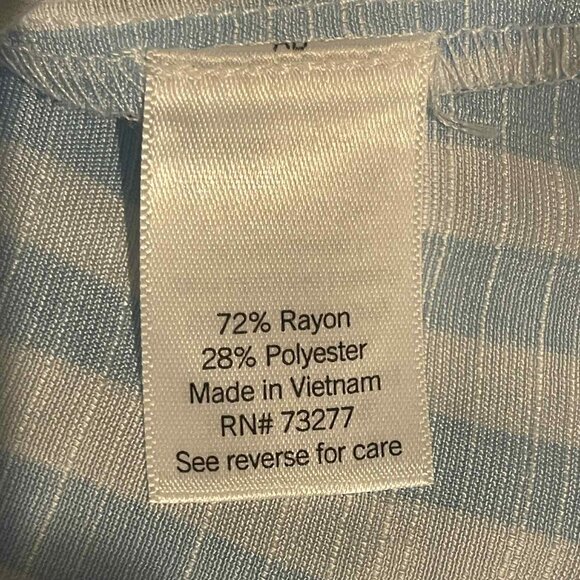 72% Rayon
28% Polyester
Made in Vietnam
RN# 73277
See reverse for care